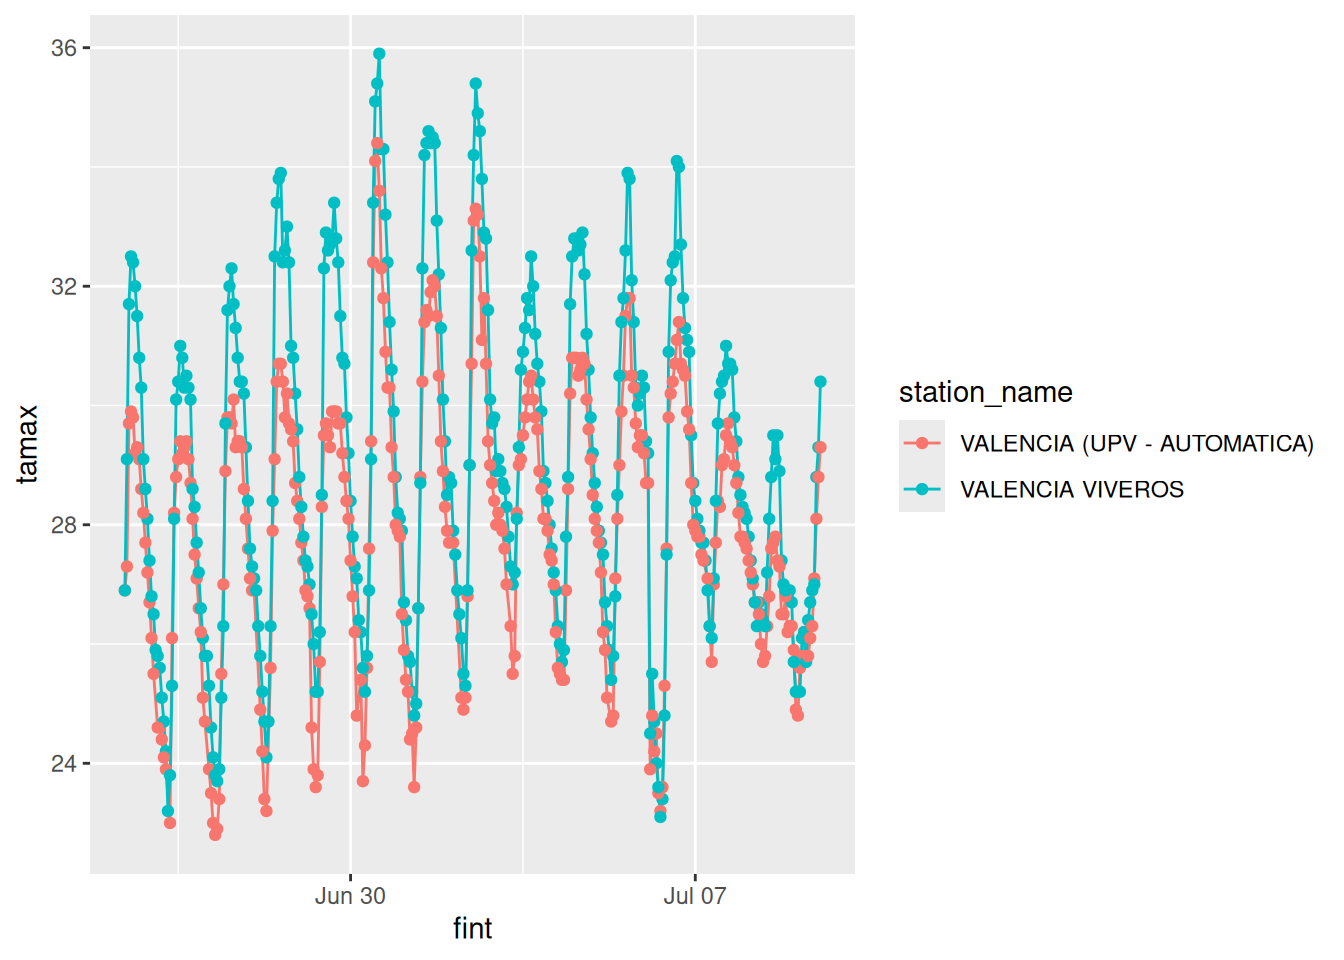 36
32
28
24
tamax
Jun 30
Jul 07
fint
station_name
VALENCIA (UPV - AUTOMATICA)
VALENCIA VIVEROS